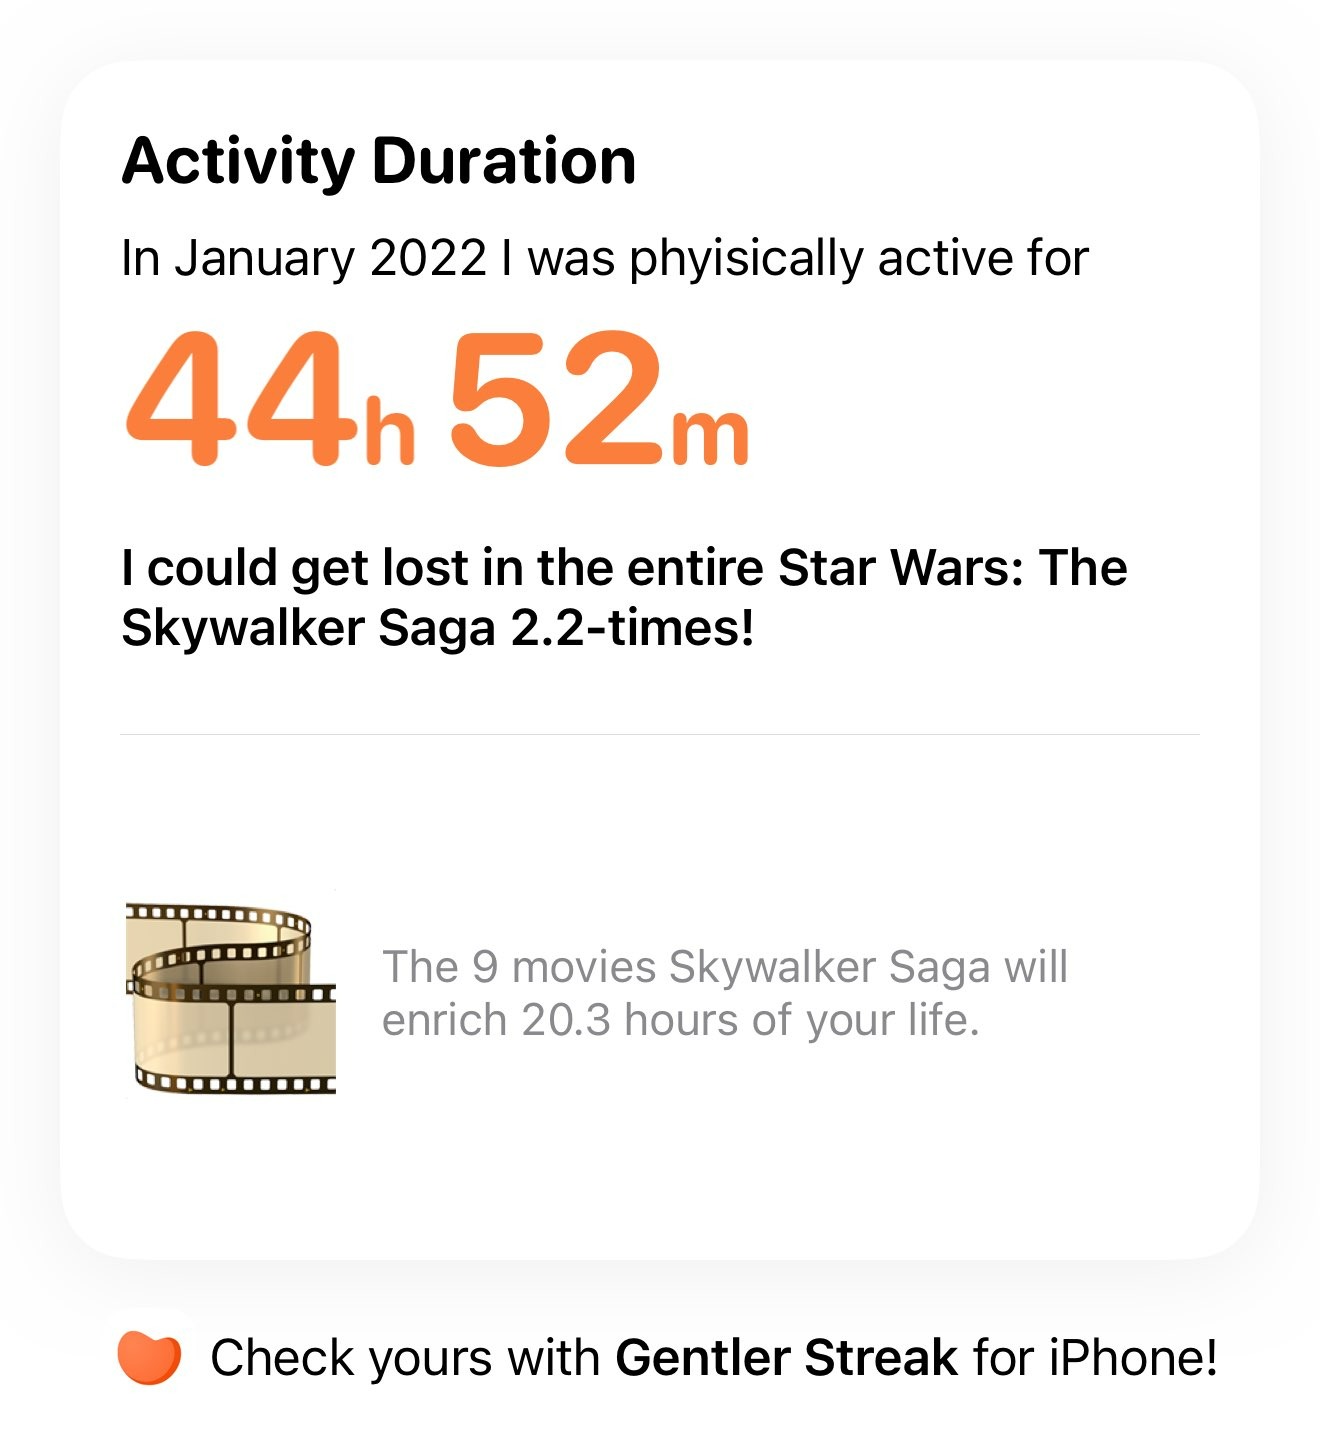 Activity Duration
In January 2022 I was phyisically active for
44h 52m
I could get lost in the entire Star Wars: The
Skywalker Saga 2.2-times!
The 9 movies Skywalker Saga will
enrich 20.3 hours of your life.
Check yours with Gentler Streak for iPhone!